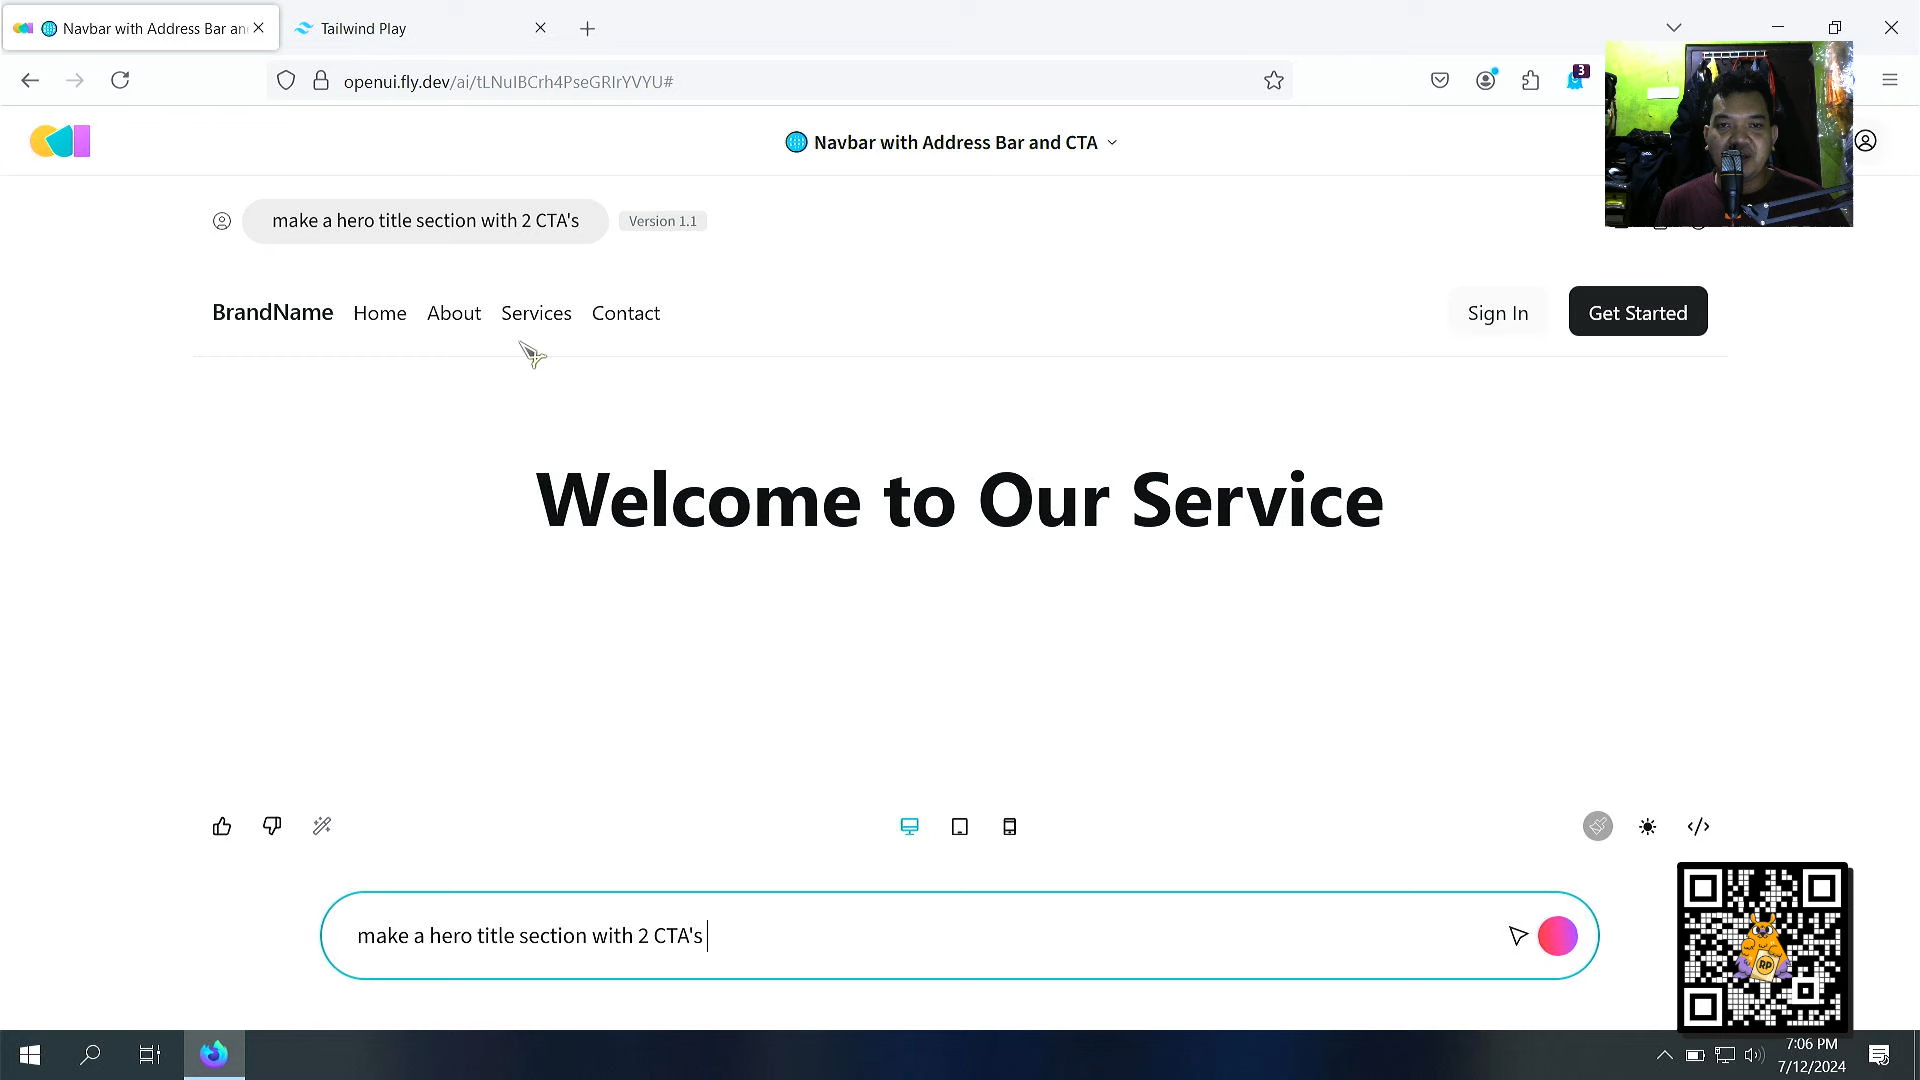 Navbar with Address Bar an
Tailwind Play
openui.fly.dev/ai/tLNuIBCrh4PseGRIrYVYU#
3
Navbar with Address Bar and CTA
make a hero title section with 2 CTA's
Version 1.1
BrandName
Home
About
Services
Contact
Sign In
Get Started
Welcome to Our Service
make a hero title section with 2 CTA's
RP
7:06 PM
7/12/2024